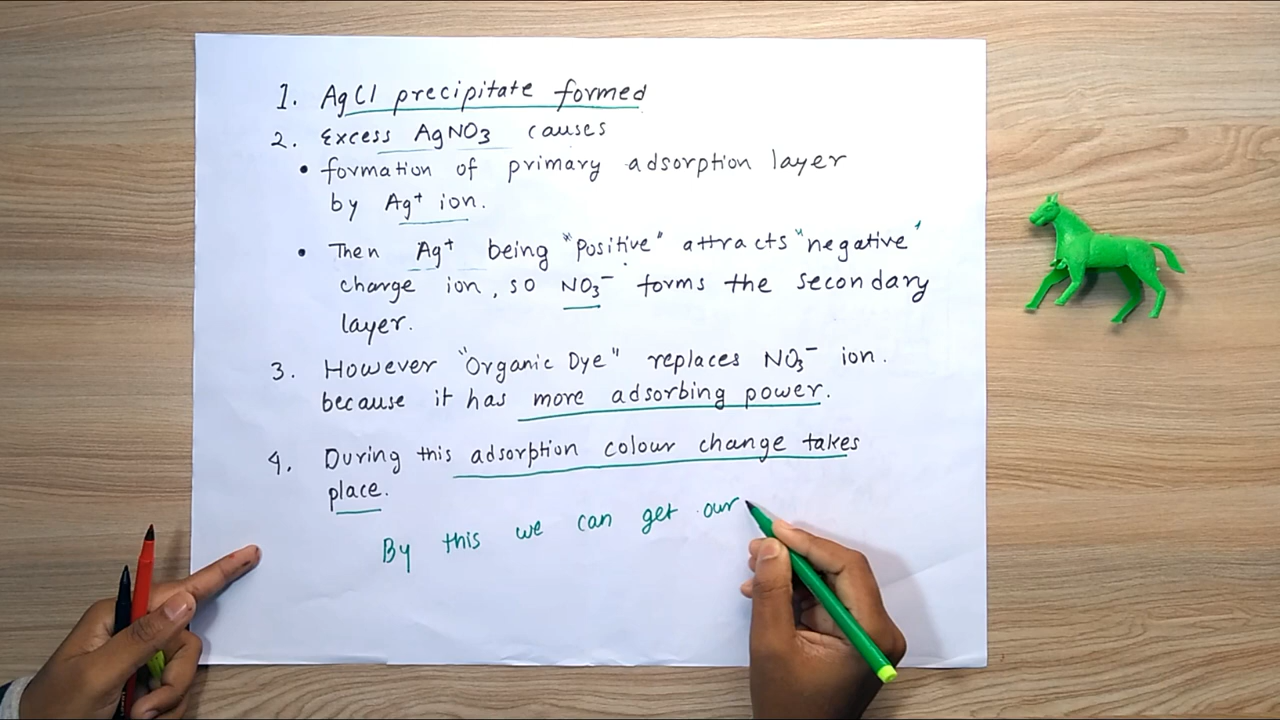 1. AgCl precipitate formed
2. Excess AgNO3 causes
• formation of primary adsorption layer
by Ag+ ion.
• Then Ag+ being "Positive" attracts "negative"
charge ion, so NO3- forms the secondary
layer.
3. However "Organic Dye" replaces NO3- ion.
because it has more adsorbing power.
4. During this adsorption colour change takes
place.
By this we can get our